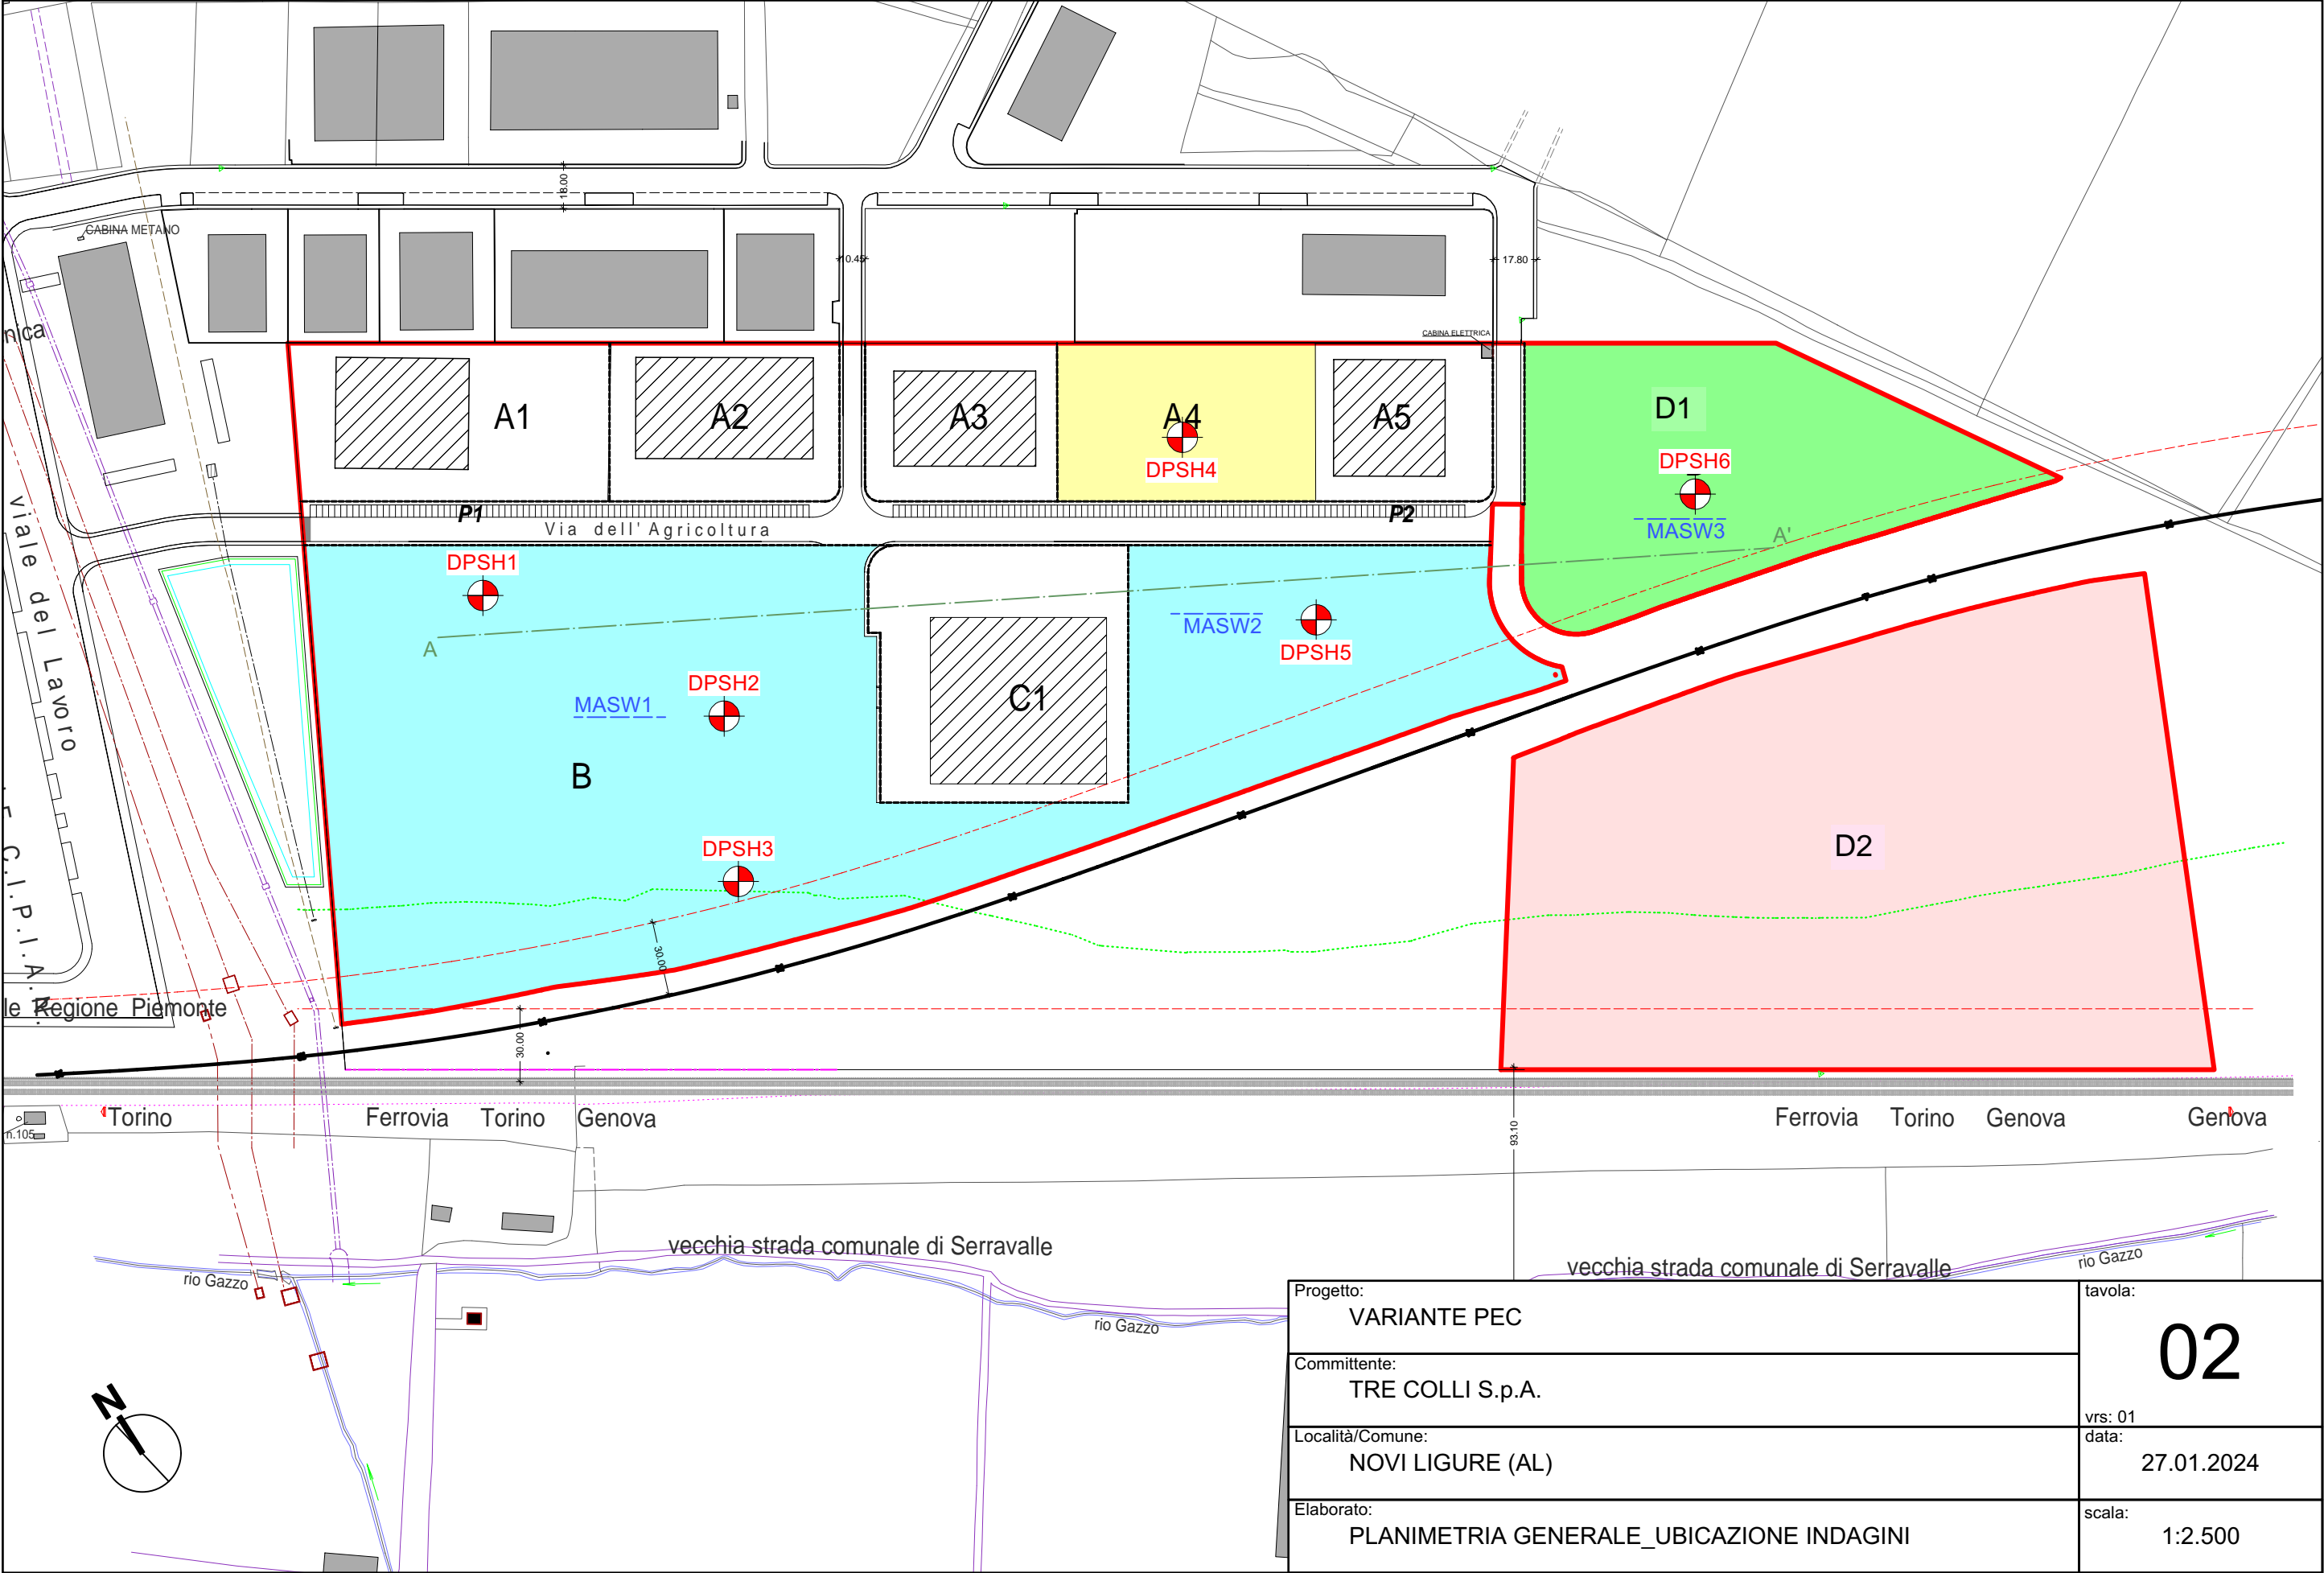 18.00
CABINA METANO
10.45
17.80
nica
CABINA ELETTRICA
A1
A2
A3
A4
A5
D1
DPSH4
DPSH6
P1
P2
Via dell'Agricoltura
MASW3
A'
viale del Lavoro
DPSH1
MASW2
DPSH5
A
DPSH2
MASW1
C1
B
DPSH3
D2
C.I.P.I.A.
30.00
le Regione Piemonte
30.00
Torino
Ferrovia Torino Genova
Ferrovia Torino Genova
Genova
n.105
93.10
vecchia strada comunale di Serravalle
vecchia strada comunale di Serravalle
rio Gazzo
rio Gazzo
rio Gazzo
N
Progetto:
VARIANTE PEC
tavola:
02
vrs: 01
Committente:
TRE COLLI S.p.A.
Località/Comune:
NOVI LIGURE (AL)
data:
27.01.2024
Elaborato:
PLANIMETRIA GENERALE_UBICAZIONE INDAGINI
scala:
1:2.500